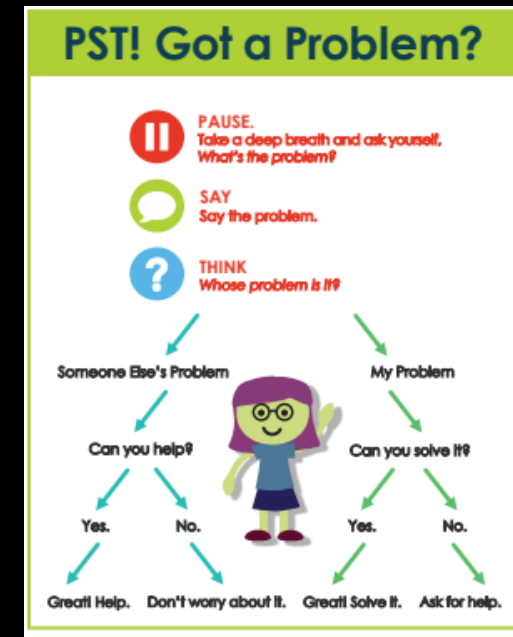 PST! Got a Problem?
PAUSE.
Take a deep breath and ask yourself,
What's the problem?
SAY
Say the problem.
?
THINK
Whose problem is it?
Someone Else's Problem
My Problem
Can you help?
Can you solve it?
Yes.
No.
Yes.
No.
Great! Help.
Don't worry about it.
Great! Solve it.
Ask for help.